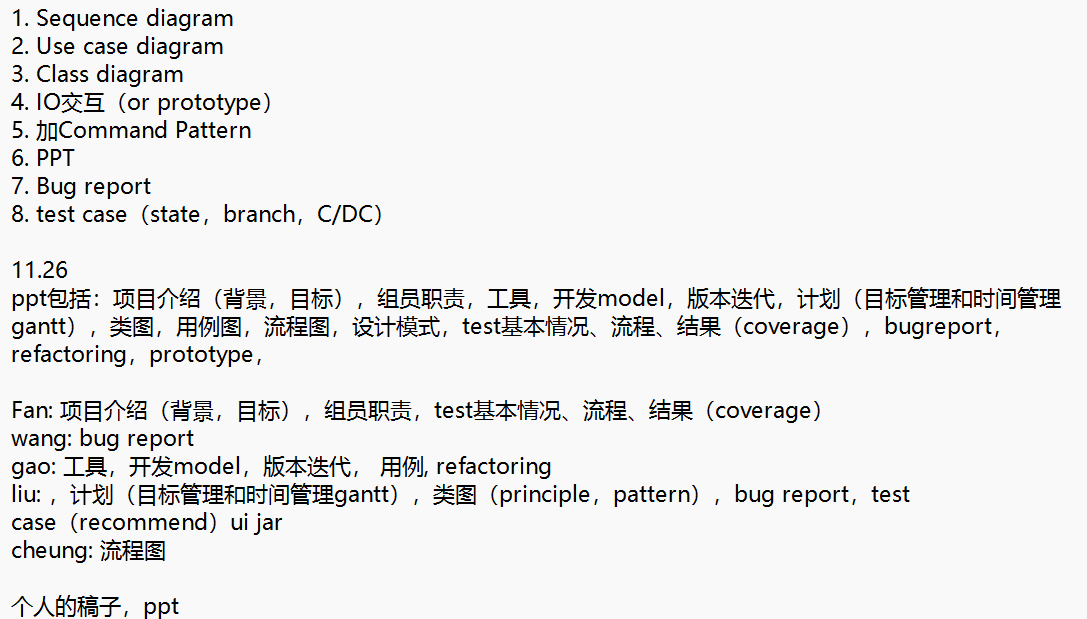 1. Sequence diagram
2. Use case diagram
3. Class diagram
4. IO交互（or prototype）
5. 加Command Pattern
6. PPT
7. Bug report
8. test case（state，branch，C/DC）
11.26
ppt包括：项目介绍（背景，目标），组员职责，工具，开发model，版本迭代，计划（目标管理和时间管理
gantt），类图，用例图，流程图，设计模式，test基本情况、流程、结果（coverage），bugreport，
refactoring，prototype，
Fan: 项目介绍（背景，目标），组员职责，test基本情况、流程、结果（coverage）
wang: bug report
gao: 工具，开发model，版本迭代， 用例, refactoring
liu: ，计划（目标管理和时间管理gantt），类图（principle，pattern），bug report，test
case（recommend）ui jar
cheung: 流程图
个人的稿子，ppt